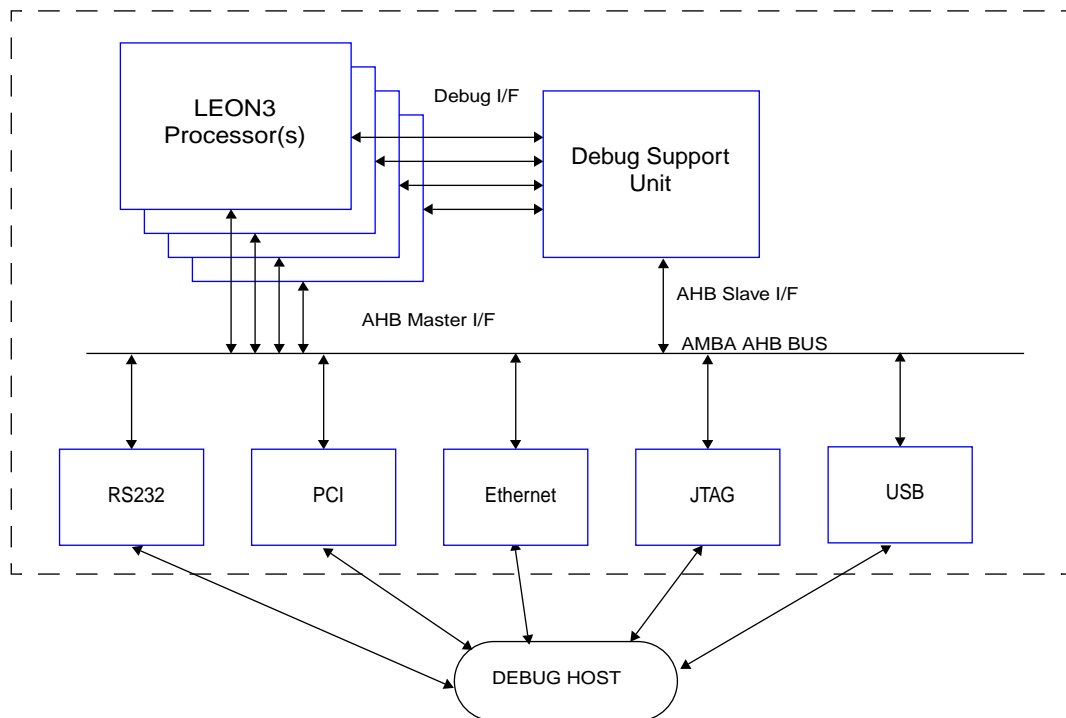 LEON3
Processor(s)
Debug I/F
Debug Support
Unit
AHB Slave I/F
AHB Master I/F
AMBA AHB BUS
RS232
PCI
Ethernet
JTAG
USB
DEBUG HOST